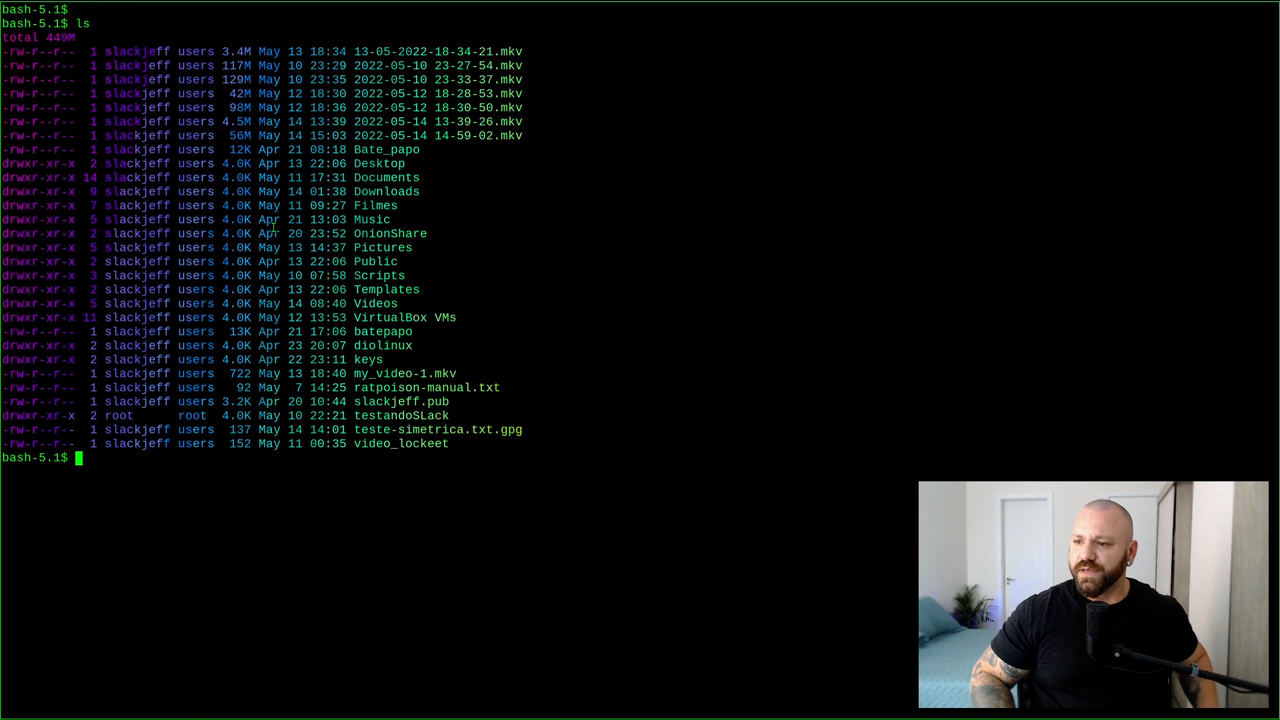 bash-5.1$
bash-5.1$ ls
total 449M
-rw-r--r--  1 slackjeff users 3.4M May 13 18:34 13-05-2022-18-34-21.mkv
-rw-r--r--  1 slackjeff users 117M May 10 23:29 2022-05-10 23-27-54.mkv
-rw-r--r--  1 slackjeff users 129M May 10 23:35 2022-05-10 23-33-37.mkv
-rw-r--r--  1 slackjeff users  42M May 12 18:30 2022-05-12 18-28-53.mkv
-rw-r--r--  1 slackjeff users  98M May 12 18:36 2022-05-12 18-30-50.mkv
-rw-r--r--  1 slackjeff users 4.5M May 14 13:39 2022-05-14 13-39-26.mkv
-rw-r--r--  1 slackjeff users  56M May 14 15:03 2022-05-14 14-59-02.mkv
-rw-r--r--  1 slackjeff users  12K Apr 21 08:18 Bate_papo
drwxr-xr-x  2 slackjeff users 4.0K Apr 13 22:06 Desktop
drwxr-xr-x 14 slackjeff users 4.0K May 11 17:31 Documents
drwxr-xr-x  9 slackjeff users 4.0K May 14 01:38 Downloads
drwxr-xr-x  7 slackjeff users 4.0K May 11 09:27 Filmes
drwxr-xr-x  5 slackjeff users 4.0K Apr 21 13:03 Music
drwxr-xr-x  2 slackjeff users 4.0K Apr 20 23:52 OnionShare
drwxr-xr-x  5 slackjeff users 4.0K May 13 14:37 Pictures
drwxr-xr-x  2 slackjeff users 4.0K Apr 13 22:06 Public
drwxr-xr-x  3 slackjeff users 4.0K May 10 07:58 Scripts
drwxr-xr-x  2 slackjeff users 4.0K Apr 13 22:06 Templates
drwxr-xr-x  5 slackjeff users 4.0K May 14 08:40 Videos
drwxr-xr-x 11 slackjeff users 4.0K May 12 13:53 VirtualBox VMs
-rw-r--r--  1 slackjeff users  13K Apr 21 17:06 batepapo
drwxr-xr-x  2 slackjeff users 4.0K Apr 23 20:07 diolinux
drwxr-xr-x  2 slackjeff users 4.0K Apr 22 23:11 keys
-rw-r--r--  1 slackjeff users  722 May 13 18:40 my_video-1.mkv
-rw-r--r--  1 slackjeff users   92 May  7 14:25 ratpoison-manual.txt
-rw-r--r--  1 slackjeff users 3.2K Apr 20 10:44 slackjeff.pub
drwxr-xr-x  2 root      root  4.0K May 10 22:21 testandoSLack
-rw-r--r--  1 slackjeff users  137 May 14 14:01 teste-simetrica.txt.gpg
-rw-r--r--  1 slackjeff users  152 May 11 00:35 video_lockeet
bash-5.1$